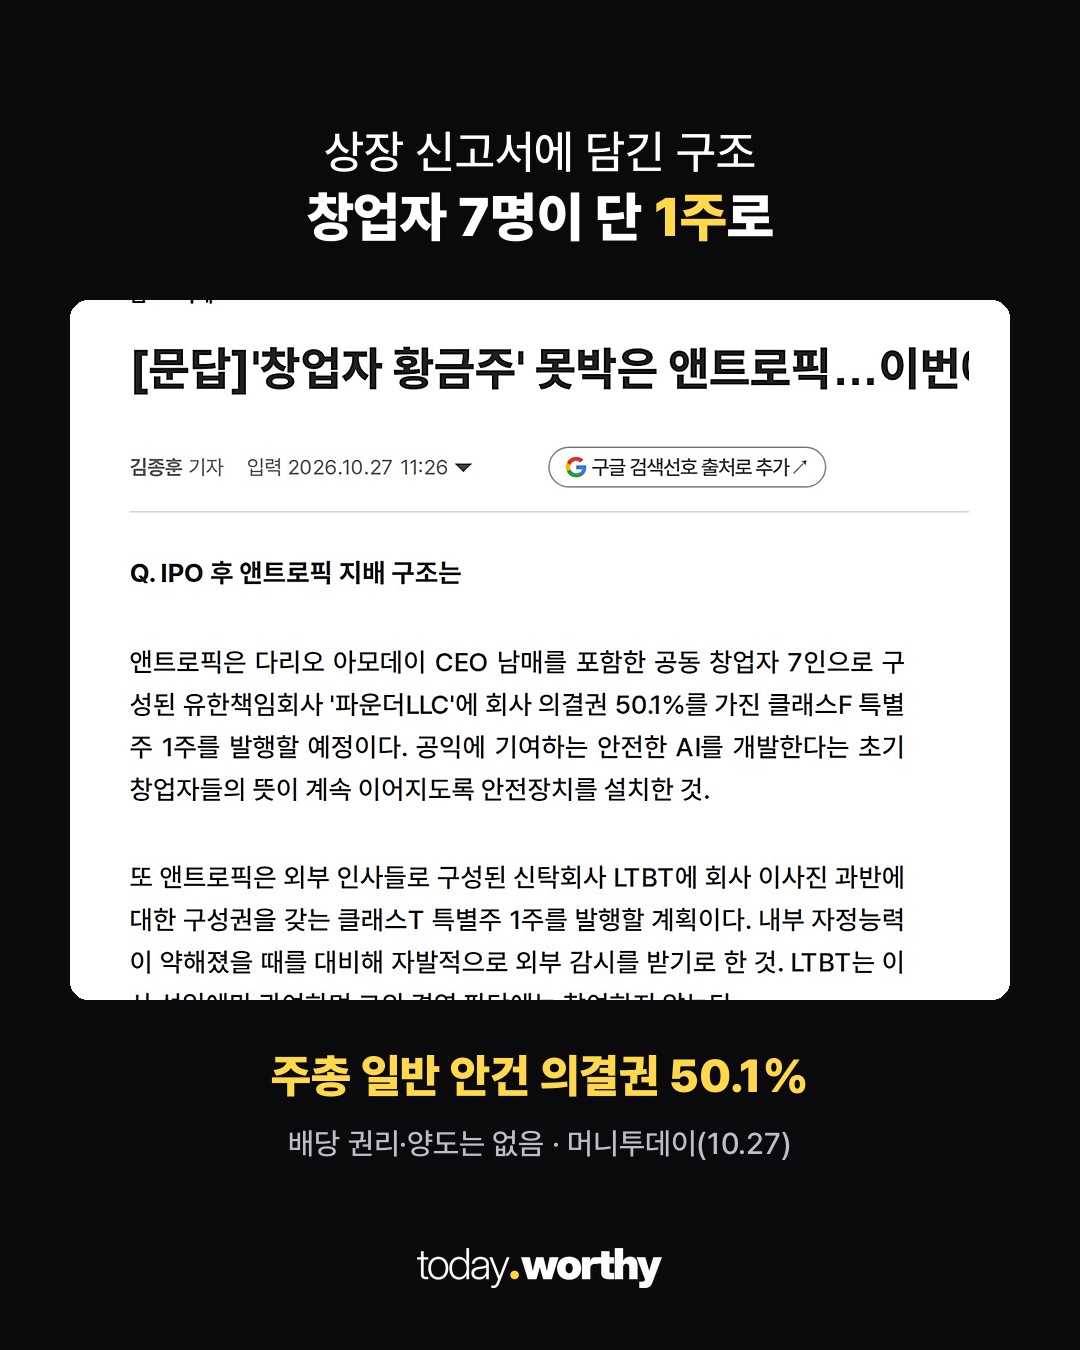 상장 신고서에 담긴 구조
창업자 7명이 단 1주로
[문답]'창업자 황금주' 못박은 앤트로픽...이번
김종훈 기자 입력 2026.10.27 11:26
구글 검색선호 출처로 추가↗
Q. IPO 후 앤트로픽 지배 구조는
앤트로픽은 다리오 아모데이 CEO 남매를 포함한 공동 창업자 7인으로 구
성된 유한책임회사 '파운더LLC'에 회사 의결권 50.1%를 가진 클래스F 특별
주 1주를 발행할 예정이다. 공익에 기여하는 안전한 AI를 개발한다는 초기
창업자들의 뜻이 계속 이어지도록 안전장치를 설치한 것.
또 앤트로픽은 외부 인사들로 구성된 신탁회사 LTBT에 회사 이사진 과반에
대한 구성권을 갖는 클래스T 특별주 1주를 발행할 계획이다. 내부 자정능력
이 약해졌을 때를 대비해 자발적으로 외부 감시를 받기로 한 것. LTBT는 이
주총 일반 안건 의결권 50.1%
배당 권리·양도는 없음 · 머니투데이(10.27)
today.worthy